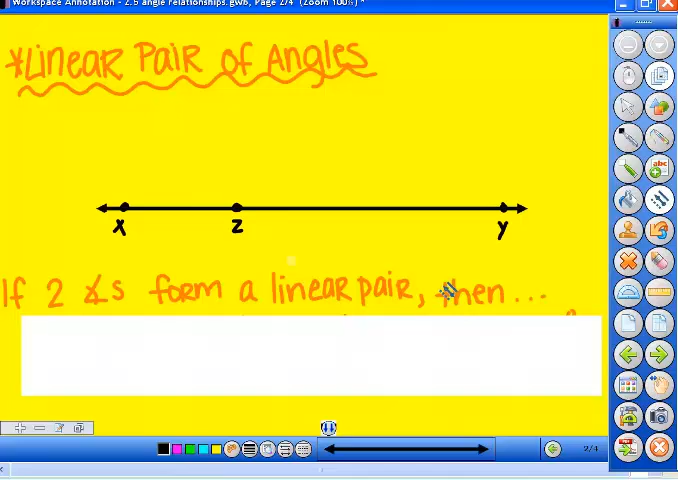 Workspace Annotation - 2.5 angle relationships.gwb, Page 2/4 (Zoom 100%) *
*Linear Pair of Angles
x z y
If 2 ∡s form a linear pair, then ...
abc
2/4